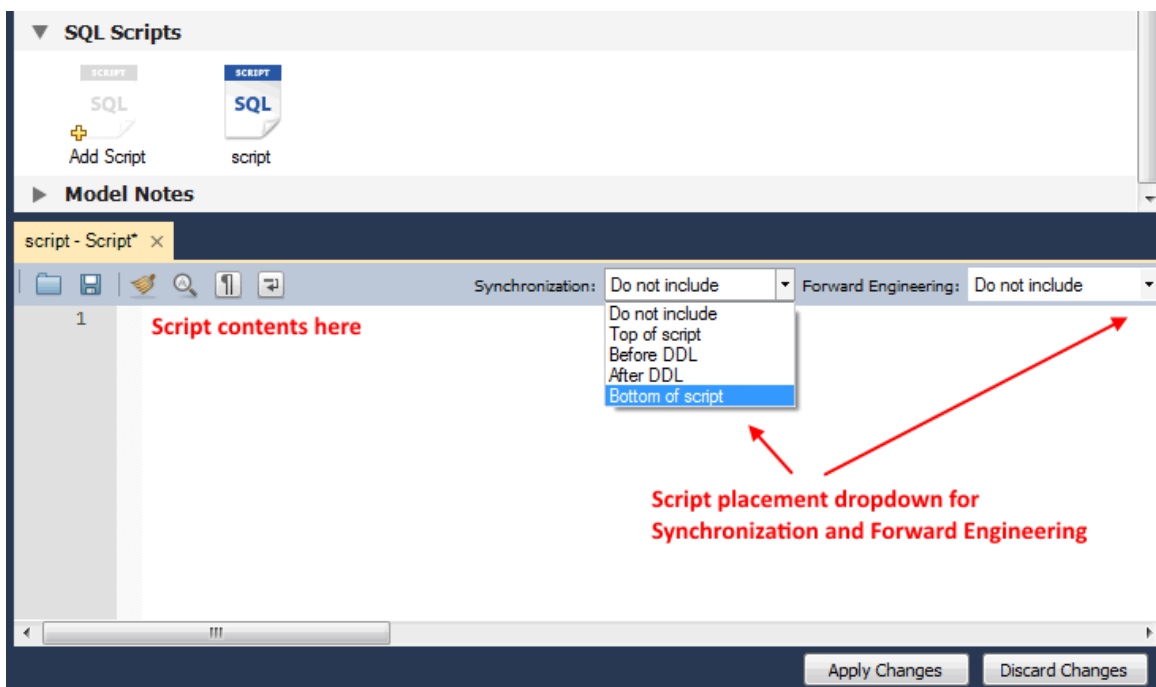 SQL Scripts
SCRIPT
SQL
Add Script
SCRIPT
SQL
script
Model Notes
script - Script*
Synchronization: Do not include Forward Engineering: Do not include
1 Script contents here
Do not include
Top of script
Before DDL
After DDL
Bottom of script
Script placement dropdown for
Synchronization and Forward Engineering
Apply Changes Discard Changes